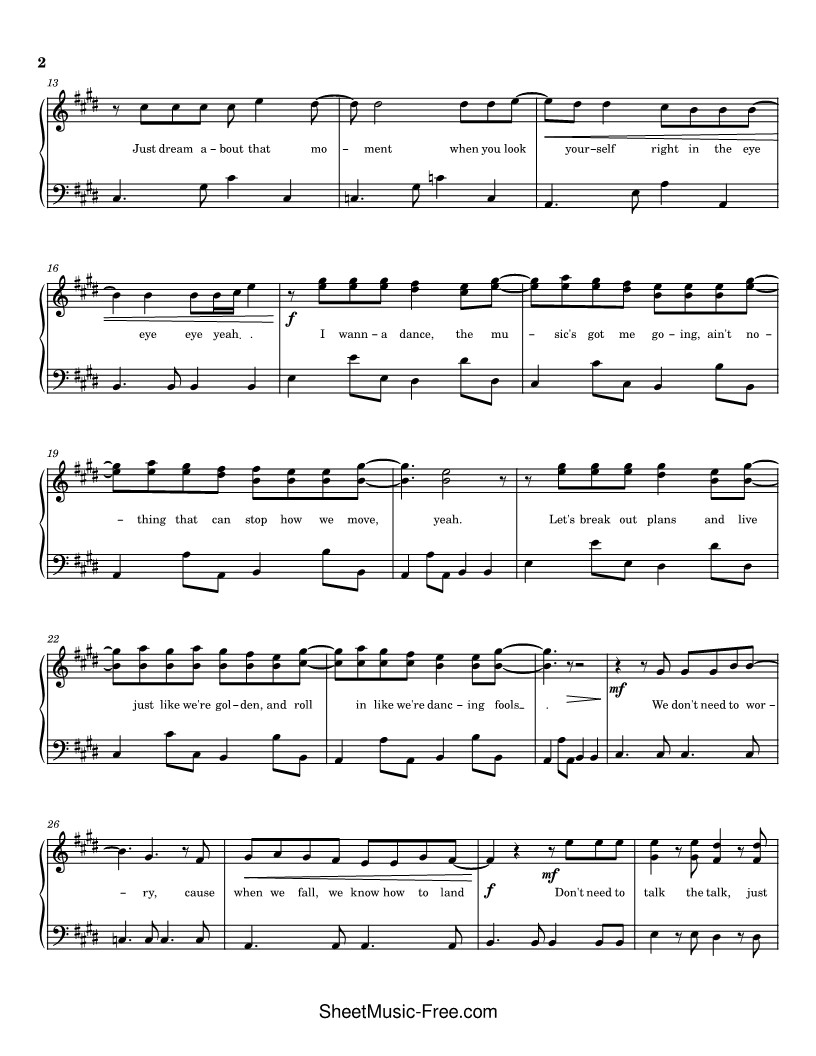 2
13
Just dream a - bout that mo - ment when you look your - self right in the eye
16
eye eye yeah. . I wann - a dance, the mu - sic's got me go - ing, ain't no -
f
19
- thing that can stop how we move, yeah. Let's break out plans and live
22
mf
just like we're gol - den, and roll in like we're danc - ing fools_ . We don't need to wor -
26
mf
- ry, cause when we fall, we know how to land f Don't need to talk the talk, just
SheetMusic-Free.com